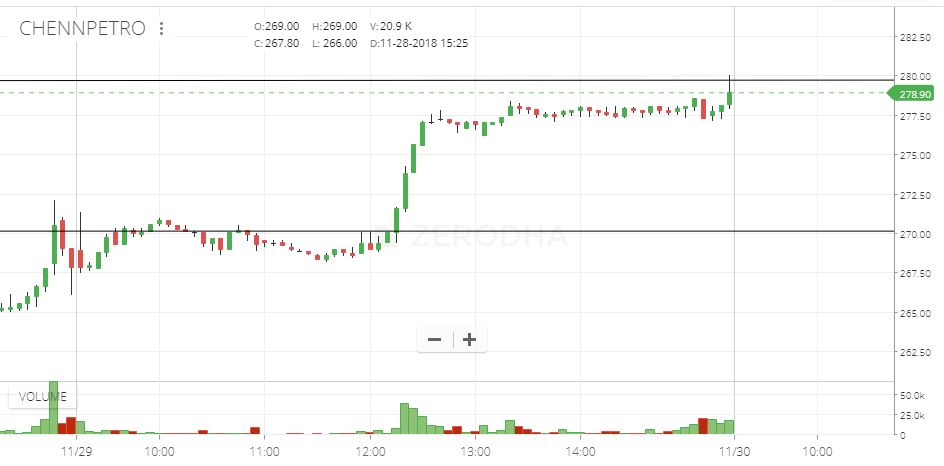 CHENNPETRO
O:269.00 H:269.00 V:20.9 K
C:267.80 L: 266.00 D:11-28-2018 15:25
282.50
280.00
278.90
277.50
275.00
272.50
270.00
267.50
265.00
262.50
ZERODHA
VOLUME
50.0k
25.0k
0
11/29 10:00 11:00 12:00 13:00 14:00 11/30 10:00